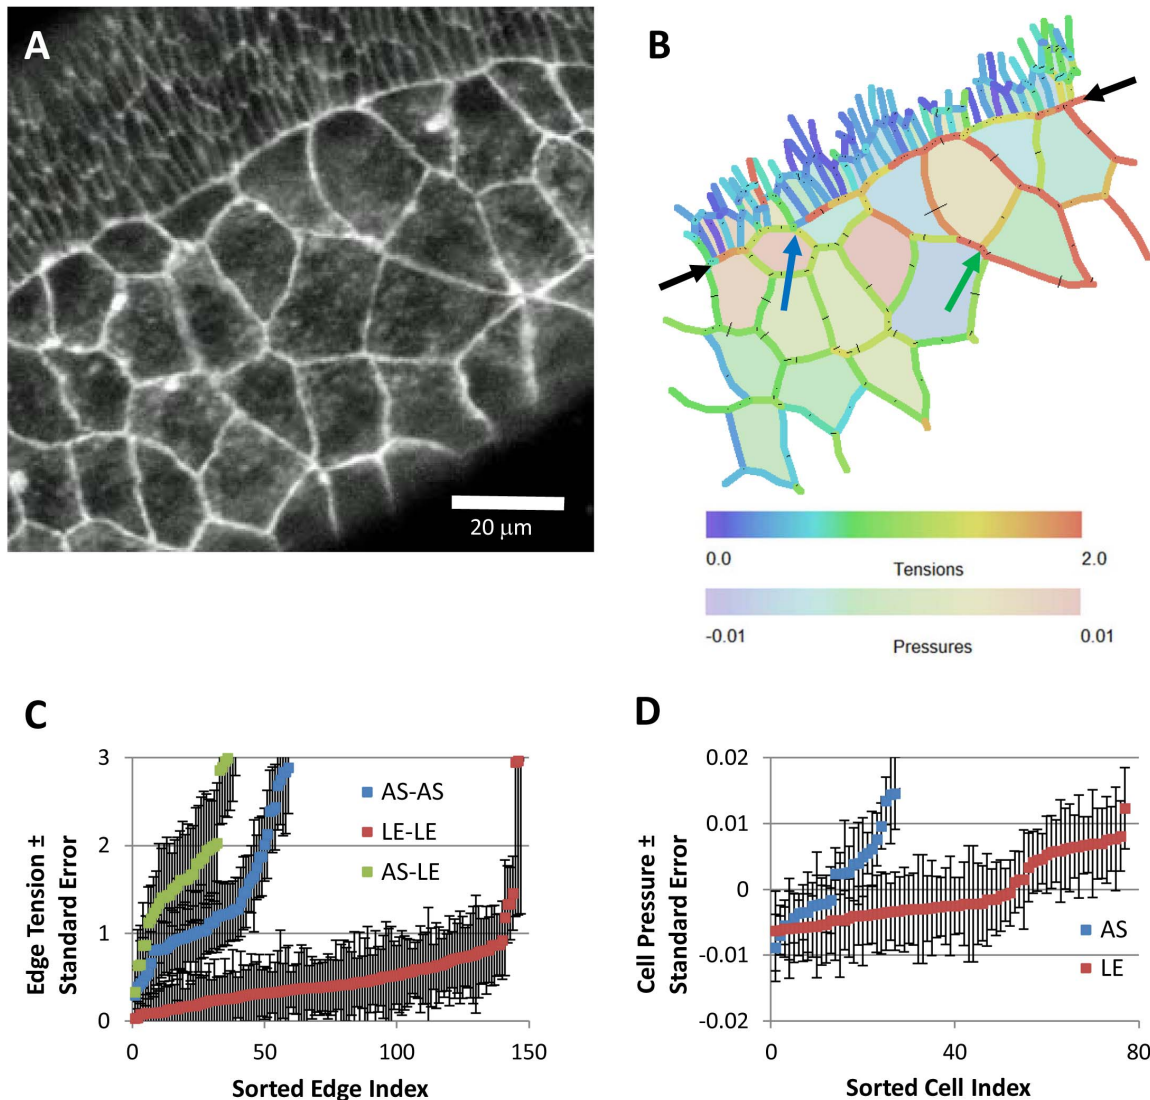 A
B
20 μm
0.0
2.0
Tensions
-0.01
0.01
Pressures
C
D
Edge Tension ±
Standard Error
3
2
1
0
AS-AS
LE-LE
AS-LE
0
50
100
150
Sorted Edge Index
Cell Pressure ±
Standard Error
0.02
0.01
0
-0.01
-0.02
AS
LE
0
40
80
Sorted Cell Index